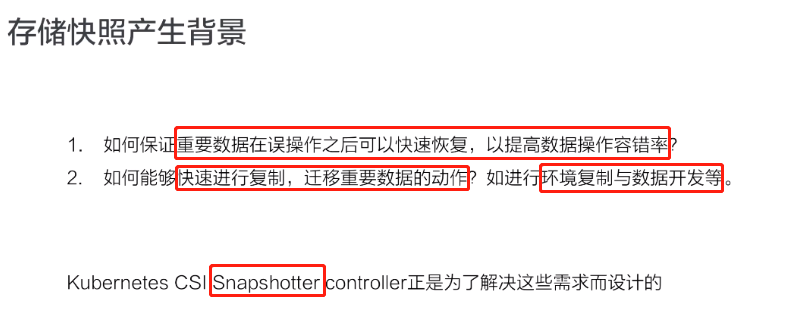 存储快照产生背景
1. 如何保证重要数据在误操作之后可以快速恢复，以提高数据操作容错率？
2. 如何能够快速进行复制，迁移重要数据的动作？如进行环境复制与数据开发等。
Kubernetes CSI Snapshotter controller正是为了解决这些需求而设计的